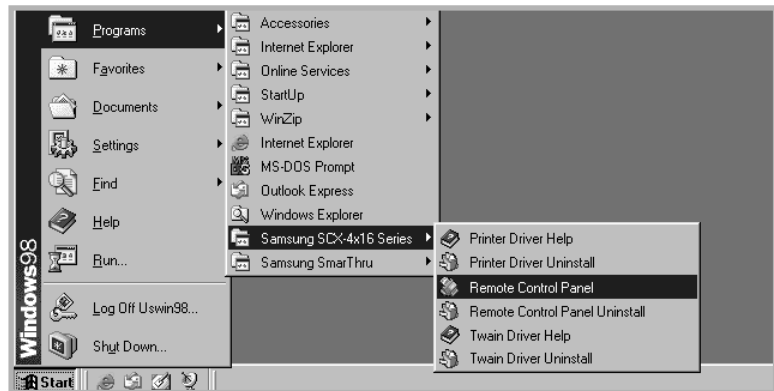 Programs
Favorites
Documents
Settings
Find
Help
Run...
Log Off Uswin98...
Shut Down...
Windows98
Start
Accessories
Internet Explorer
Online Services
StartUp
WinZip
Internet Explorer
MS-DOS Prompt
Outlook Express
Windows Explorer
Samsung SCX-4x16 Series
Samsung SmarThru
Printer Driver Help
Printer Driver Uninstall
Remote Control Panel
Remote Control Panel Uninstall
Twain Driver Help
Twain Driver Uninstall